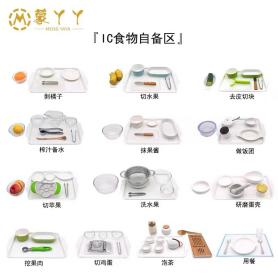 蒙丫丫
MENG YAYA
『IC食物自备区』
剥橘子
切水果
去皮切块
榨汁备水
抹果酱
做饭团
切苹果
洗水果
研磨蛋壳
挖果肉
切鸡蛋
泡茶
用餐